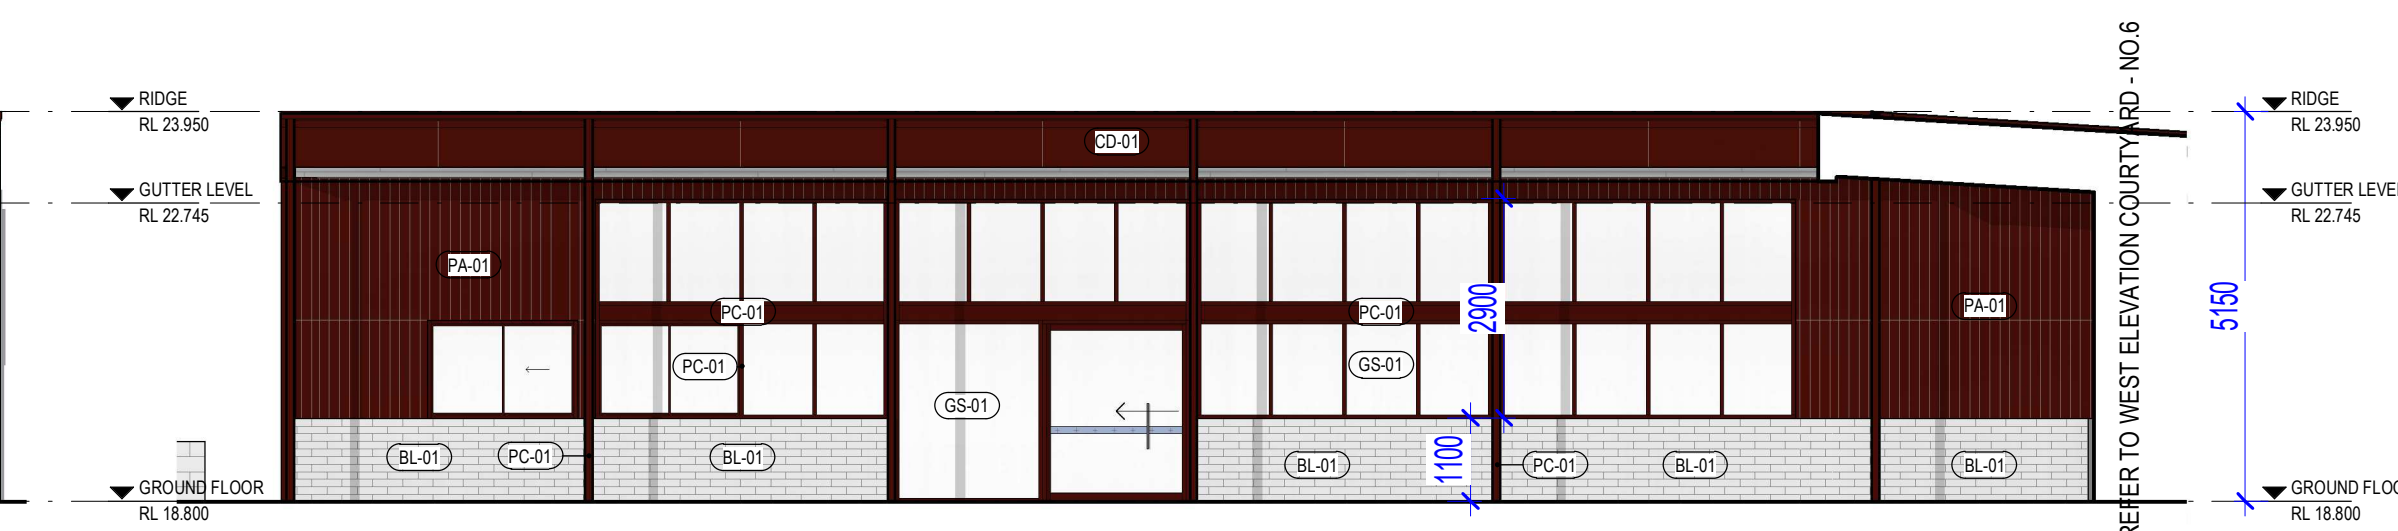 RIDGE
RL 23.950
GUTTER LEVEL
RL 22.745
GROUND FLOOR
RL 18.800
CD-01
PA-01
PC-01
PC-01
PC-01
GS-01
GS-01
PA-01
BL-01
PC-01
BL-01
BL-01
PC-01
BL-01
BL-01
2900
1100
REFER TO WEST ELEVATION COURTYARD - NO.6
5150
RIDGE
RL 23.950
GUTTER LEVEL
RL 22.745
GROUND FLOO
RL 18.800